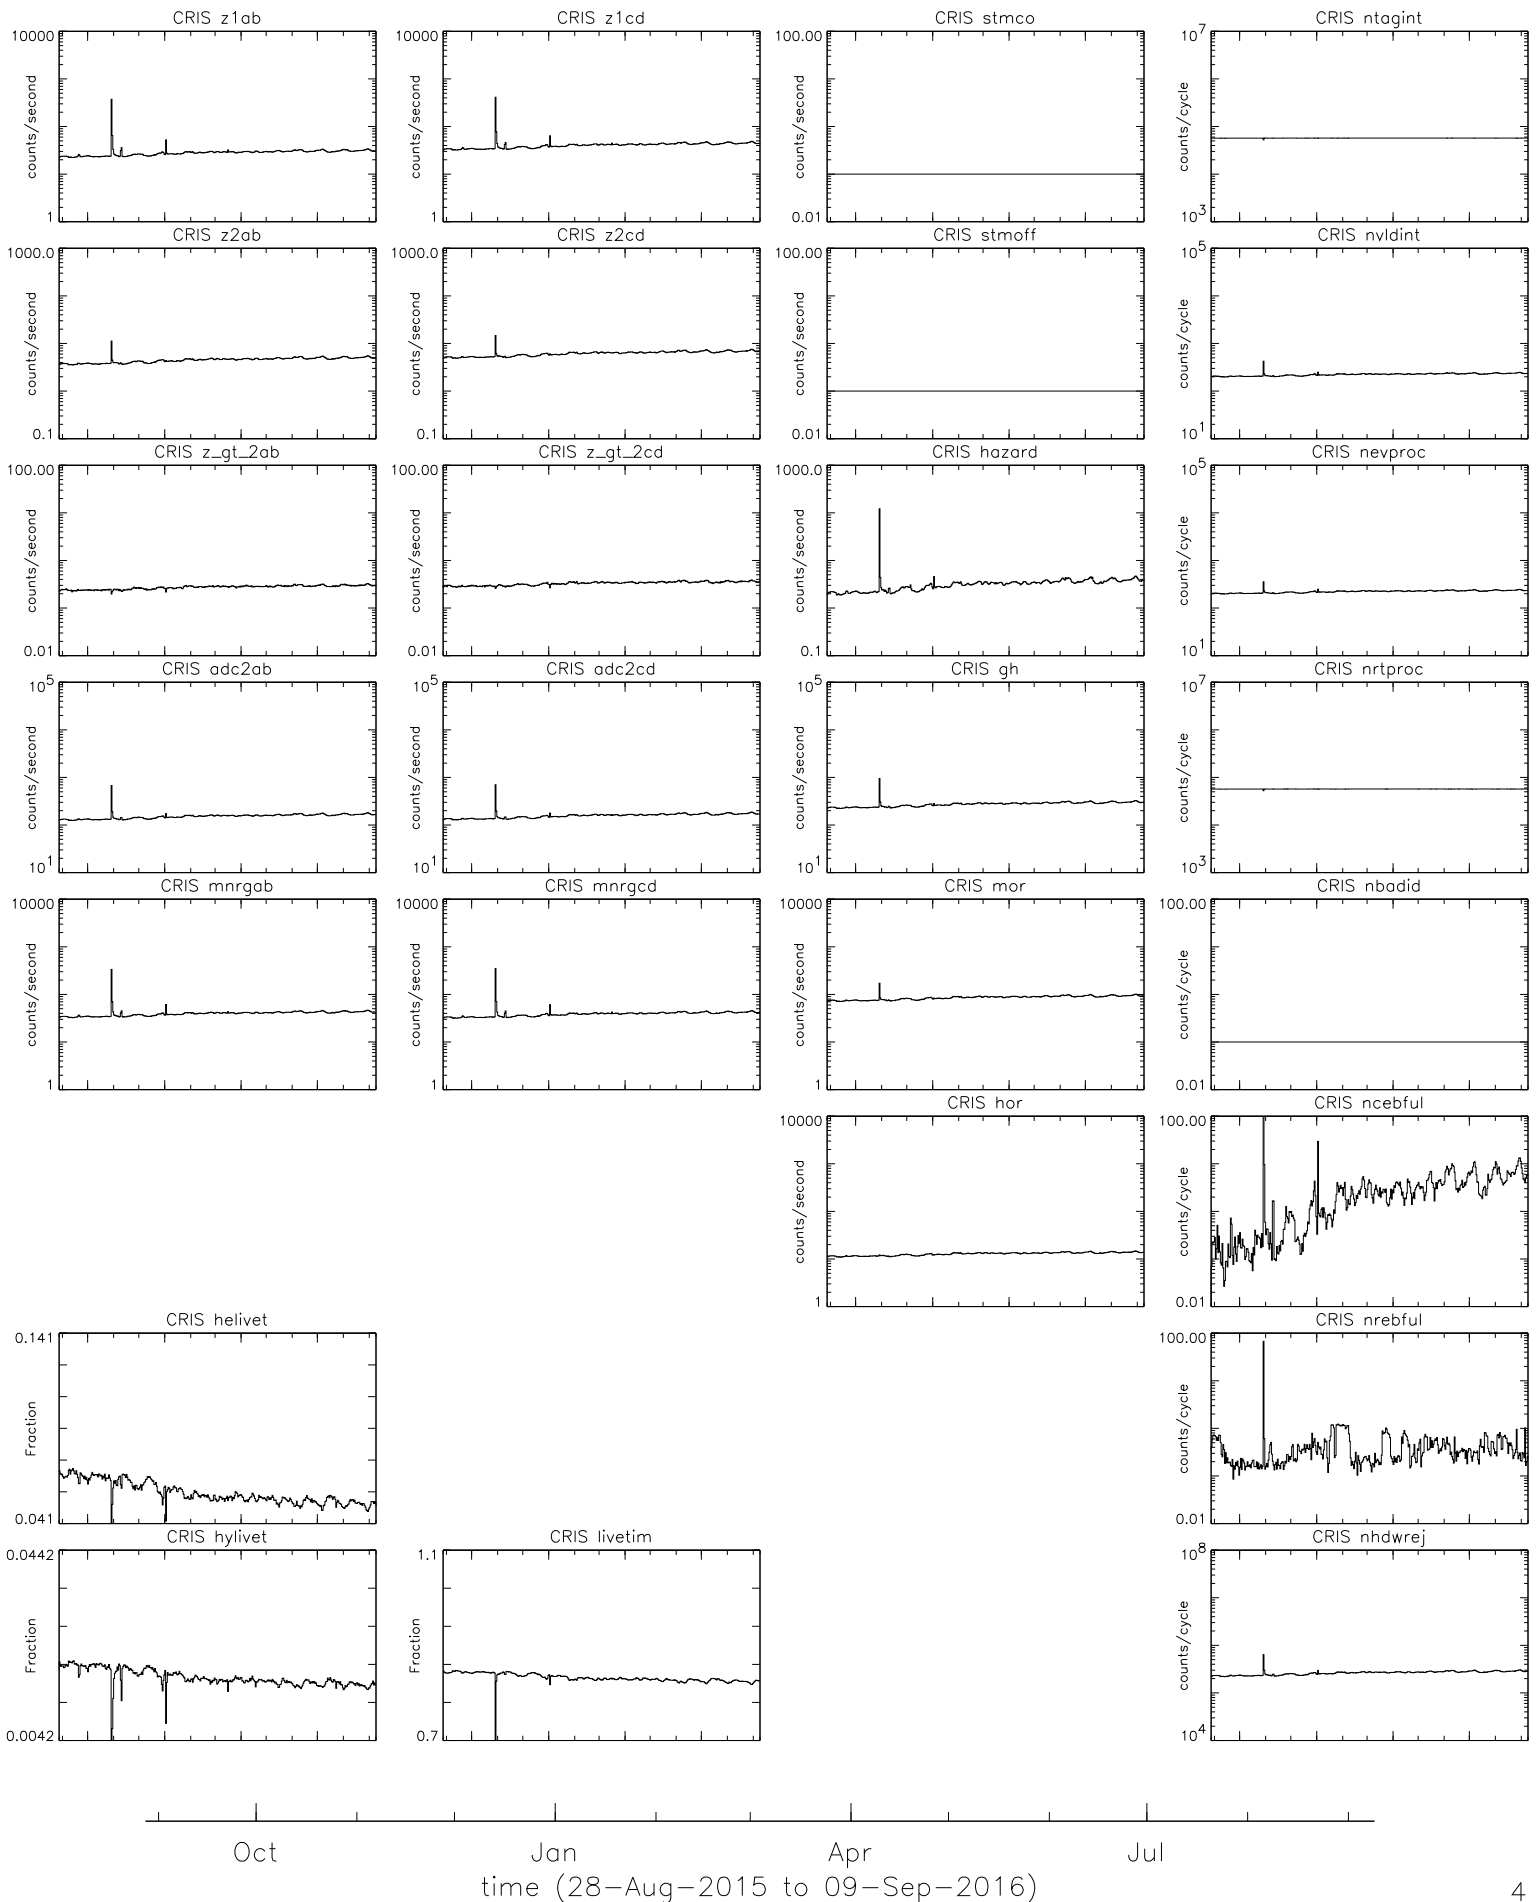 CRIS z1ab
CRIS z1cd
CRIS stmco
CRIS ntagint
10000
1
counts/second
10000
1
counts/second
100.00
0.01
counts/second
10^7
10^3
counts/cycle
CRIS z2ab
CRIS z2cd
CRIS stmoff
CRIS nvldint
1000.0
0.1
counts/second
1000.0
0.1
counts/second
100.00
0.01
counts/second
10^5
10^1
counts/cycle
CRIS z_gt_2ab
CRIS z_gt_2cd
CRIS hazard
CRIS nevproc
100.00
0.01
counts/second
100.00
0.01
counts/second
1000.0
0.1
counts/second
10^5
10^1
counts/cycle
CRIS adc2ab
CRIS adc2cd
CRIS gh
CRIS nrtproc
10^5
10^1
counts/second
10^5
10^1
counts/second
10^5
10^1
counts/second
10^7
10^3
counts/cycle
CRIS mnrgab
CRIS mnrgcd
CRIS mor
CRIS nbadid
10000
1
counts/second
10000
1
counts/second
10000
1
counts/second
100.00
0.01
counts/cycle
CRIS hor
CRIS ncebful
10000
1
counts/second
100.00
0.01
counts/cycle
CRIS helivet
CRIS nrebful
0.141
0.041
Fraction
100.00
0.01
counts/cycle
CRIS hylivet
CRIS livetim
CRIS nhdwrej
0.0442
0.0042
Fraction
1.1
0.7
Fraction
10^8
10^4
counts/cycle
Oct
Jan
Apr
Jul
time (28-Aug-2015 to 09-Sep-2016)
4